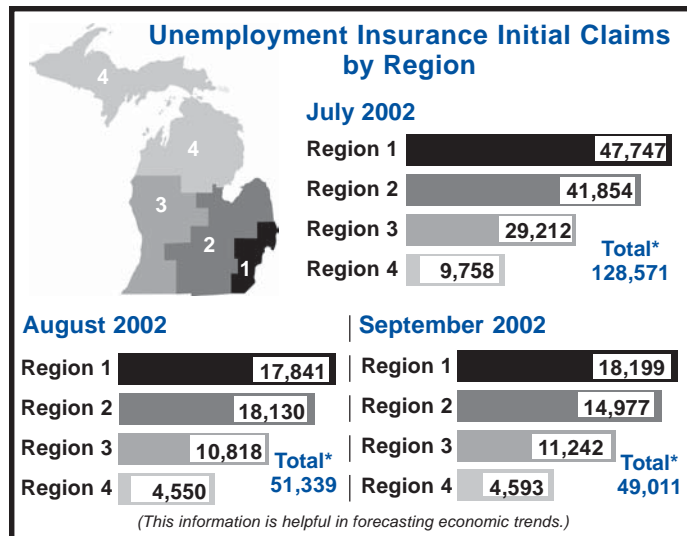 Unemployment Insurance Initial Claims
by Region
4
4
3
2
1
July 2002
Region 1 47,747
Region 2 41,854
Region 3 29,212
Region 4 9,758
Total*
128,571
August 2002
Region 1 17,841
Region 2 18,130
Region 3 10,818
Region 4 4,550
Total*
51,339
September 2002
Region 1 18,199
Region 2 14,977
Region 3 11,242
Region 4 4,593
Total*
49,011
(This information is helpful in forecasting economic trends.)